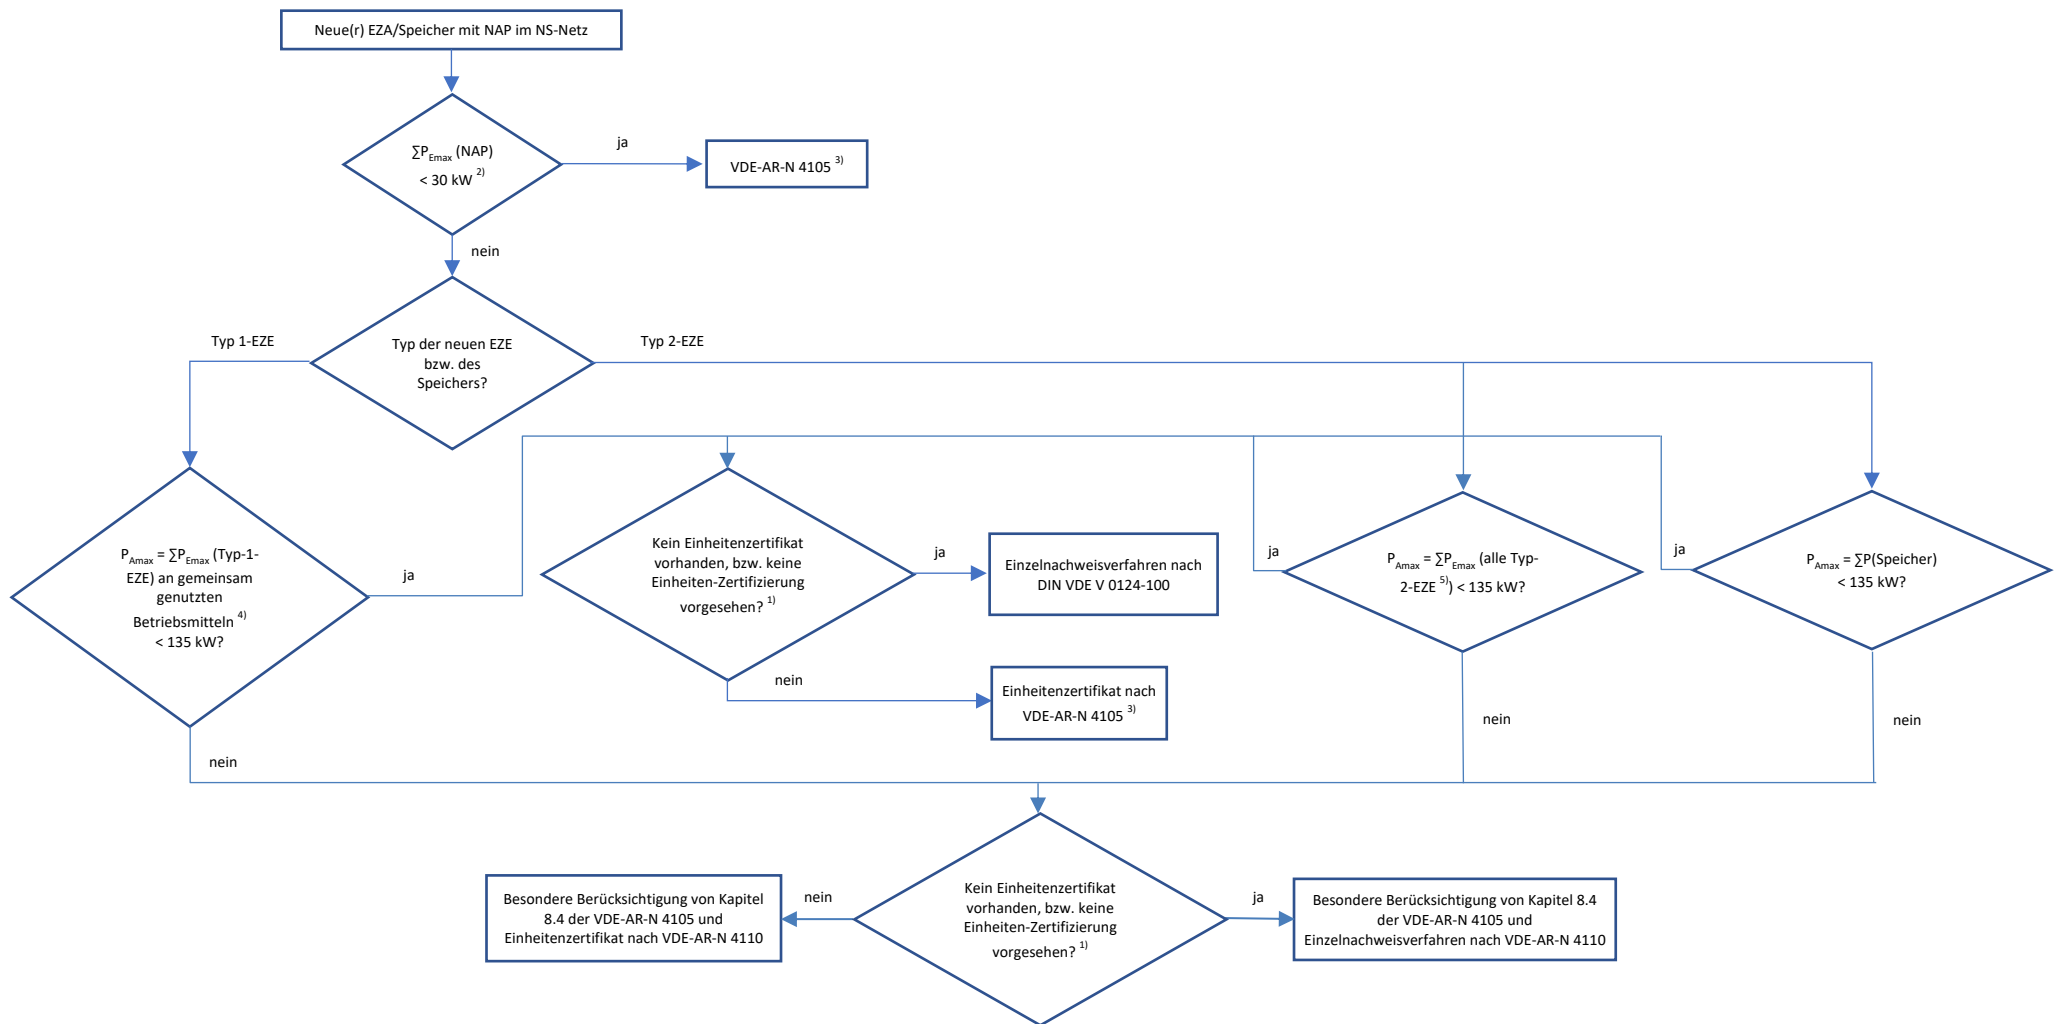 Neue(r) EZA/Speicher mit NAP im NS-Netz
∑P_Emax (NAP)
< 30 kW ²⁾
ja
VDE-AR-N 4105 ³⁾
nein
Typ 1-EZE
Typ der neuen EZE
bzw. des
Speichers?
Typ 2-EZE
P_Amax = ∑P_Emax (Typ-1-
EZE) an gemeinsam
genutzten
Betriebsmitteln ⁴⁾
< 135 kW?
ja
Kein Einheitenzertifikat
vorhanden, bzw. keine
Einheiten-Zertifizierung
vorgesehen? ¹⁾
ja
Einzelnachweisverfahren nach
DIN VDE V 0124-100
nein
Einheitenzertifikat nach
VDE-AR-N 4105 ³⁾
ja
P_Amax = ∑P_Emax (alle Typ-
2-EZE ⁵⁾) < 135 kW?
ja
P_Amax = ∑P(Speicher)
< 135 kW?
nein
nein
nein
Besondere Berücksichtigung von Kapitel
8.4 der VDE-AR-N 4105 und
Einheitenzertifikat nach VDE-AR-N 4110
nein
Kein Einheitenzertifikat
vorhanden, bzw. keine
Einheiten-Zertifizierung
vorgesehen? ¹⁾
ja
Besondere Berücksichtigung von Kapitel 8.4
der VDE-AR-N 4105 und
Einzelnachweisverfahren nach VDE-AR-N 4110